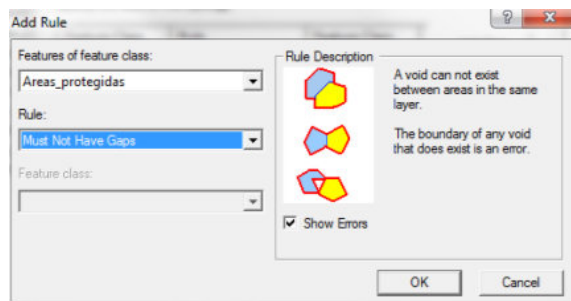 Add Rule
Features of feature class:
Areas_protegidas
Rule:
Must Not Have Gaps
Feature class:
Rule Description
A void can not exist
between areas in the same
layer.
The boundary of any void
that does exist is an error.
Show Errors
OK
Cancel